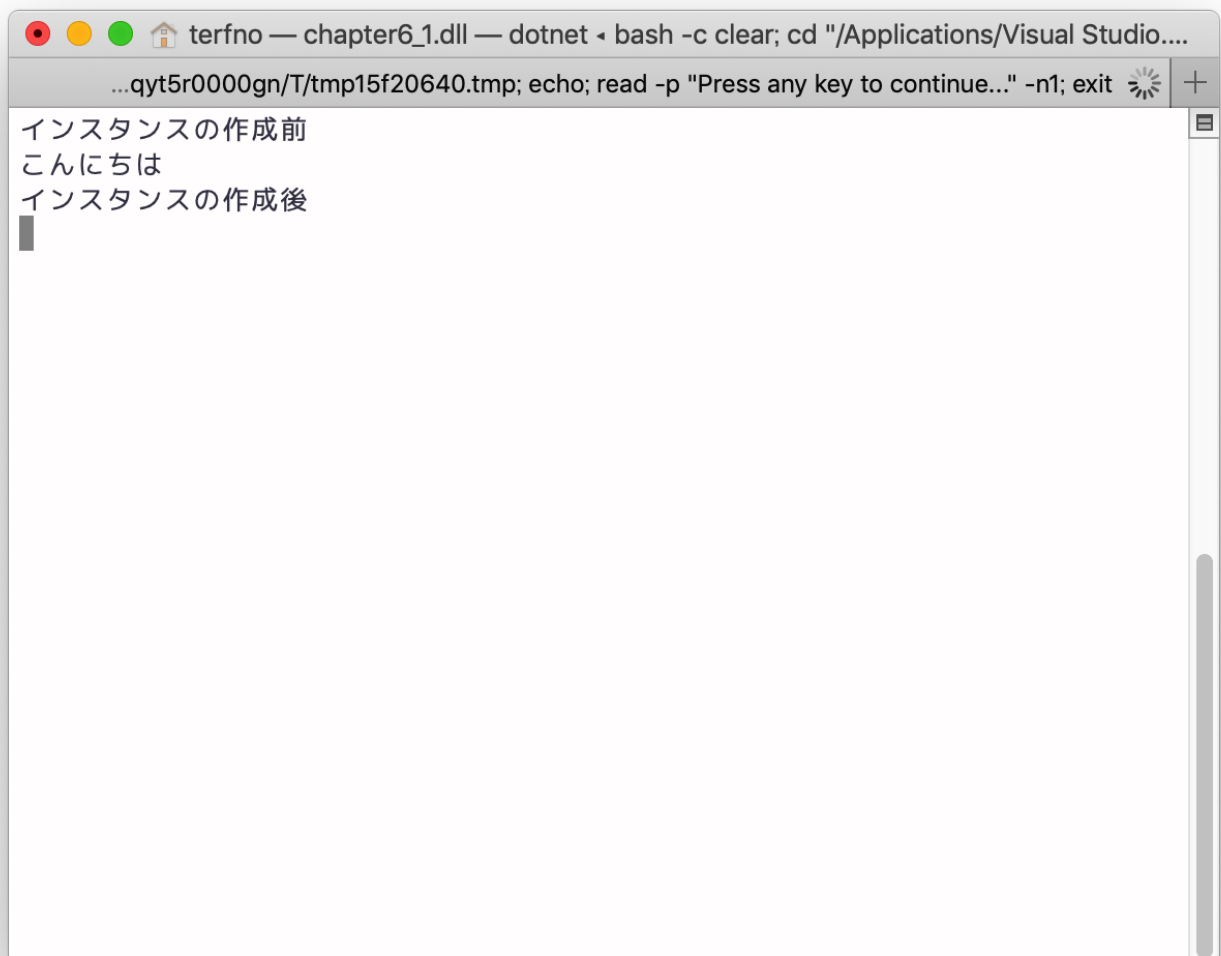 terfno — chapter6_1.dll — dotnet ◂ bash -c clear; cd "/Applications/Visual Studio....
...qyt5r0000gn/T/tmp15f20640.tmp; echo; read -p "Press any key to continue..." -n1; exit
インスタンスの作成前
こんにちは
インスタンスの作成後